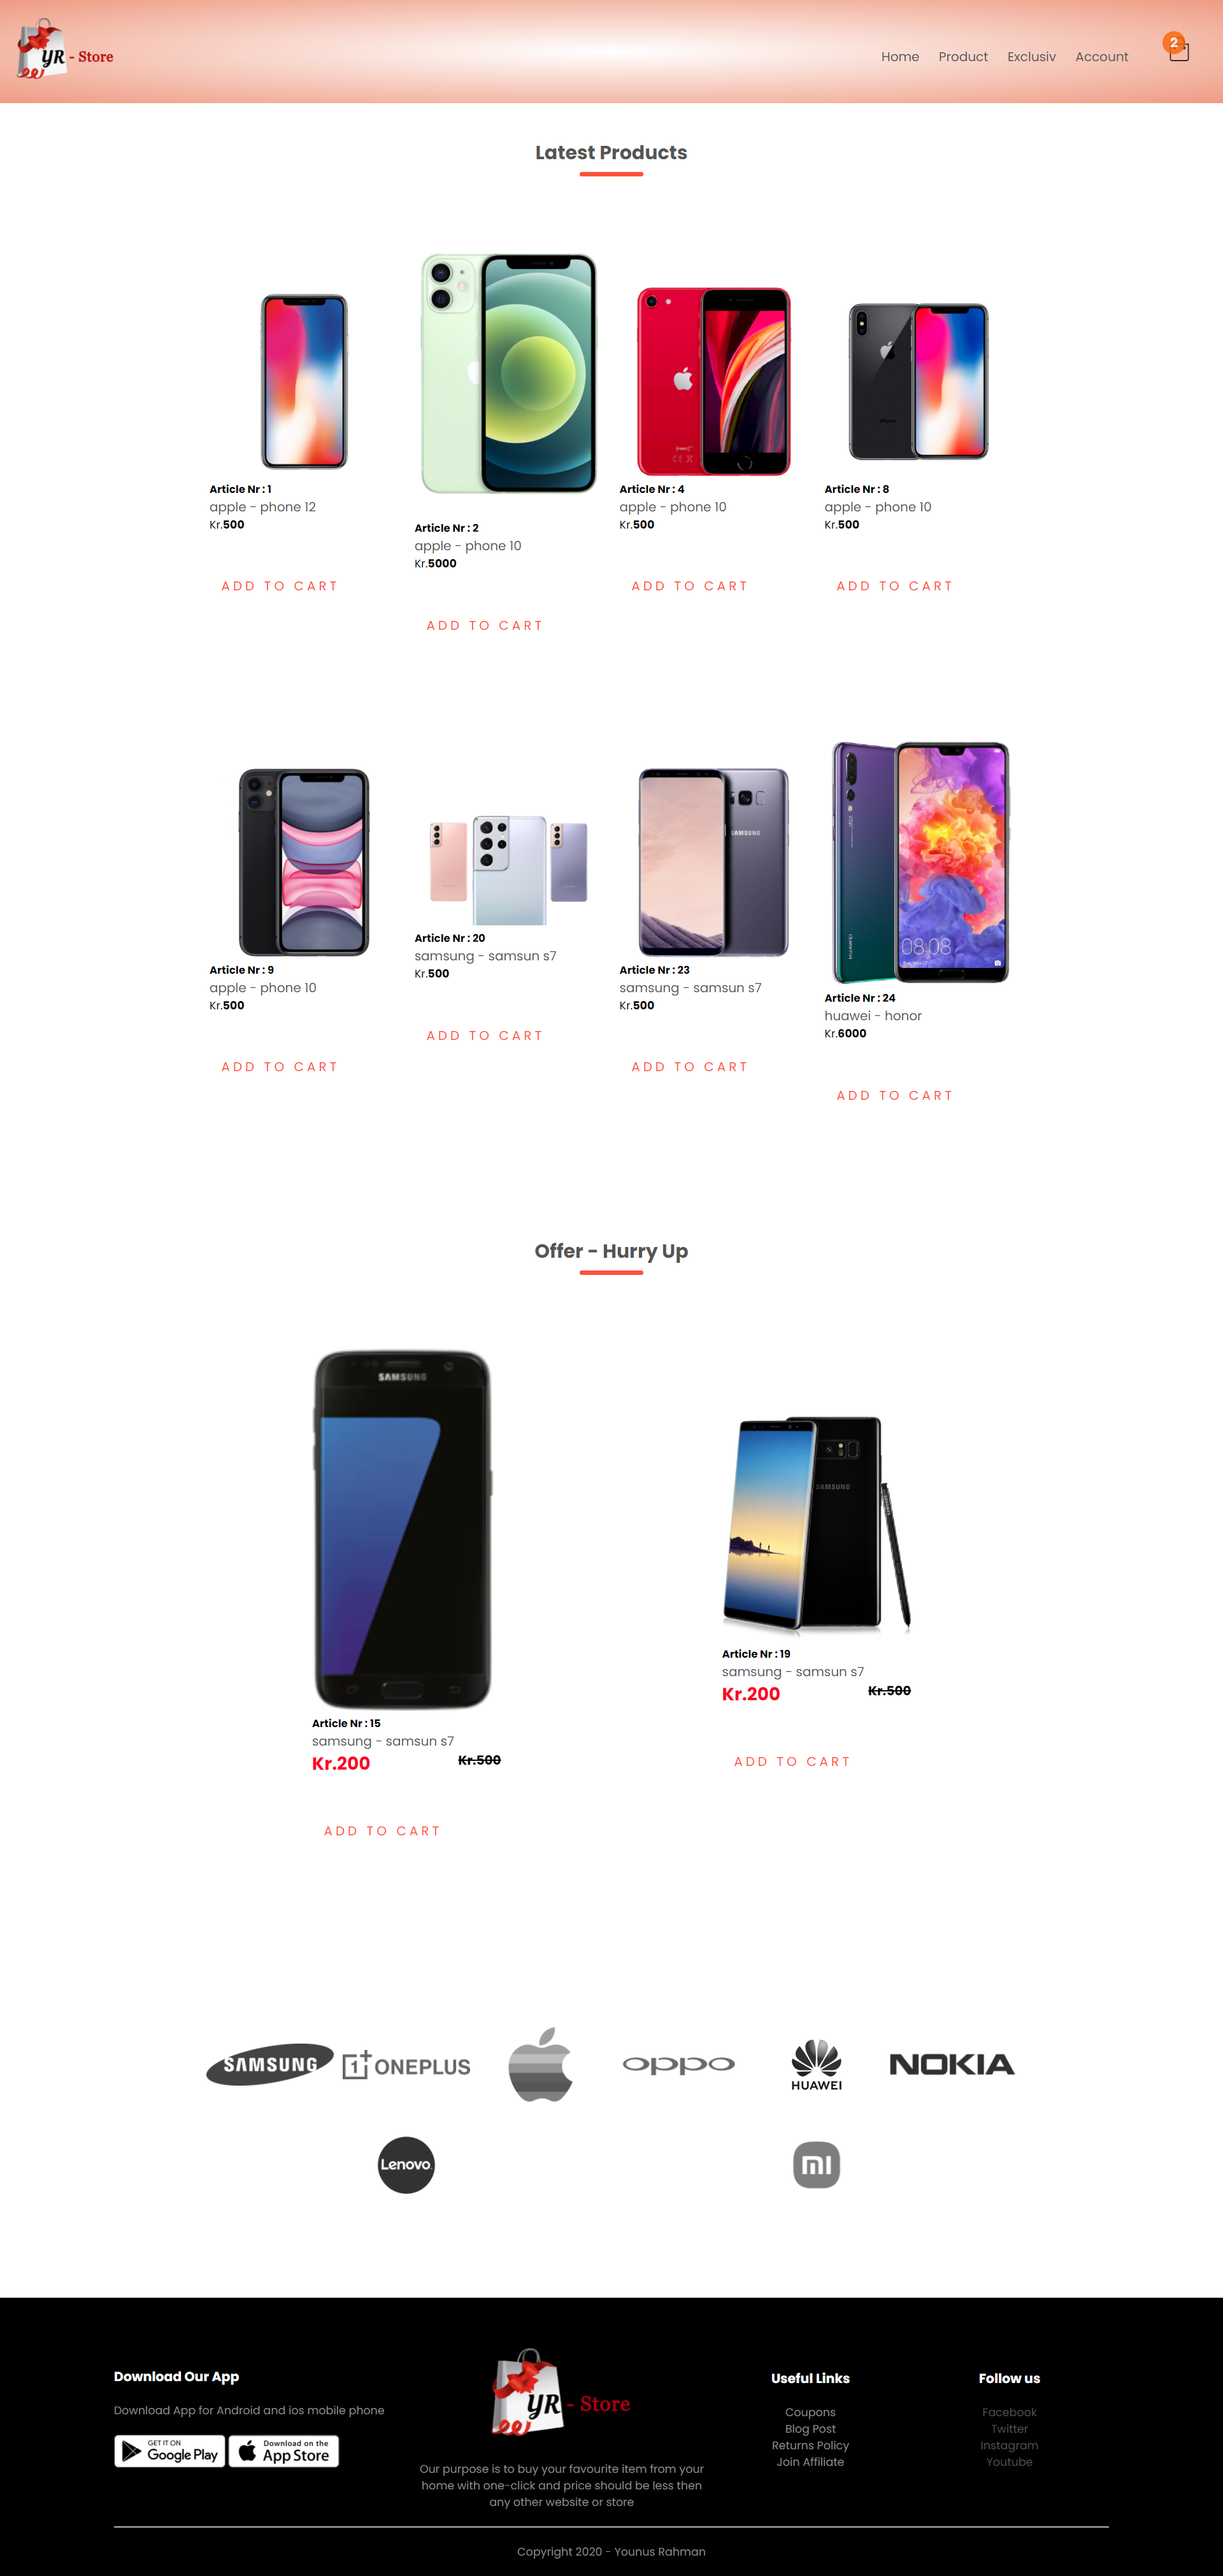 YR - Store
Home Product Exclusiv Account
2
Latest Products
Article Nr : 1
apple - phone 12
Kr.500
ADD TO CART
Article Nr : 2
apple - phone 10
Kr.5000
ADD TO CART
Article Nr : 4
apple - phone 10
Kr.500
ADD TO CART
iPhone
Article Nr : 8
apple - phone 10
Kr.500
ADD TO CART
Article Nr : 9
apple - phone 10
Kr.500
ADD TO CART
Article Nr : 20
samsung - samsun s7
Kr.500
ADD TO CART
SAMSUNG
Article Nr : 23
samsung - samsun s7
Kr.500
ADD TO CART
HUAWEI
08:08
Article Nr : 24
huawei - honor
Kr.6000
ADD TO CART
Offer - Hurry Up
SAMSUNG
Article Nr : 15
samsung - samsun s7
Kr.200 Kr.500
ADD TO CART
SAMSUNG
Article Nr : 19
samsung - samsun s7
Kr.200 Kr.500
ADD TO CART
SAMSUNG
1+ ONEPLUS
oppo
HUAWEI
NOKIA
Lenovo
mi
Download Our App
Download App for Android and ios mobile phone
GET IT ON
Google Play
Download on the
App Store
YR - Store
Our purpose is to buy your favourite item from your
home with one-click and price should be less then
any other website or store
Useful Links
Coupons
Blog Post
Returns Policy
Join Affiliate
Follow us
Facebook
Twitter
Instagram
Youtube
Copyright 2020 - Younus Rahman